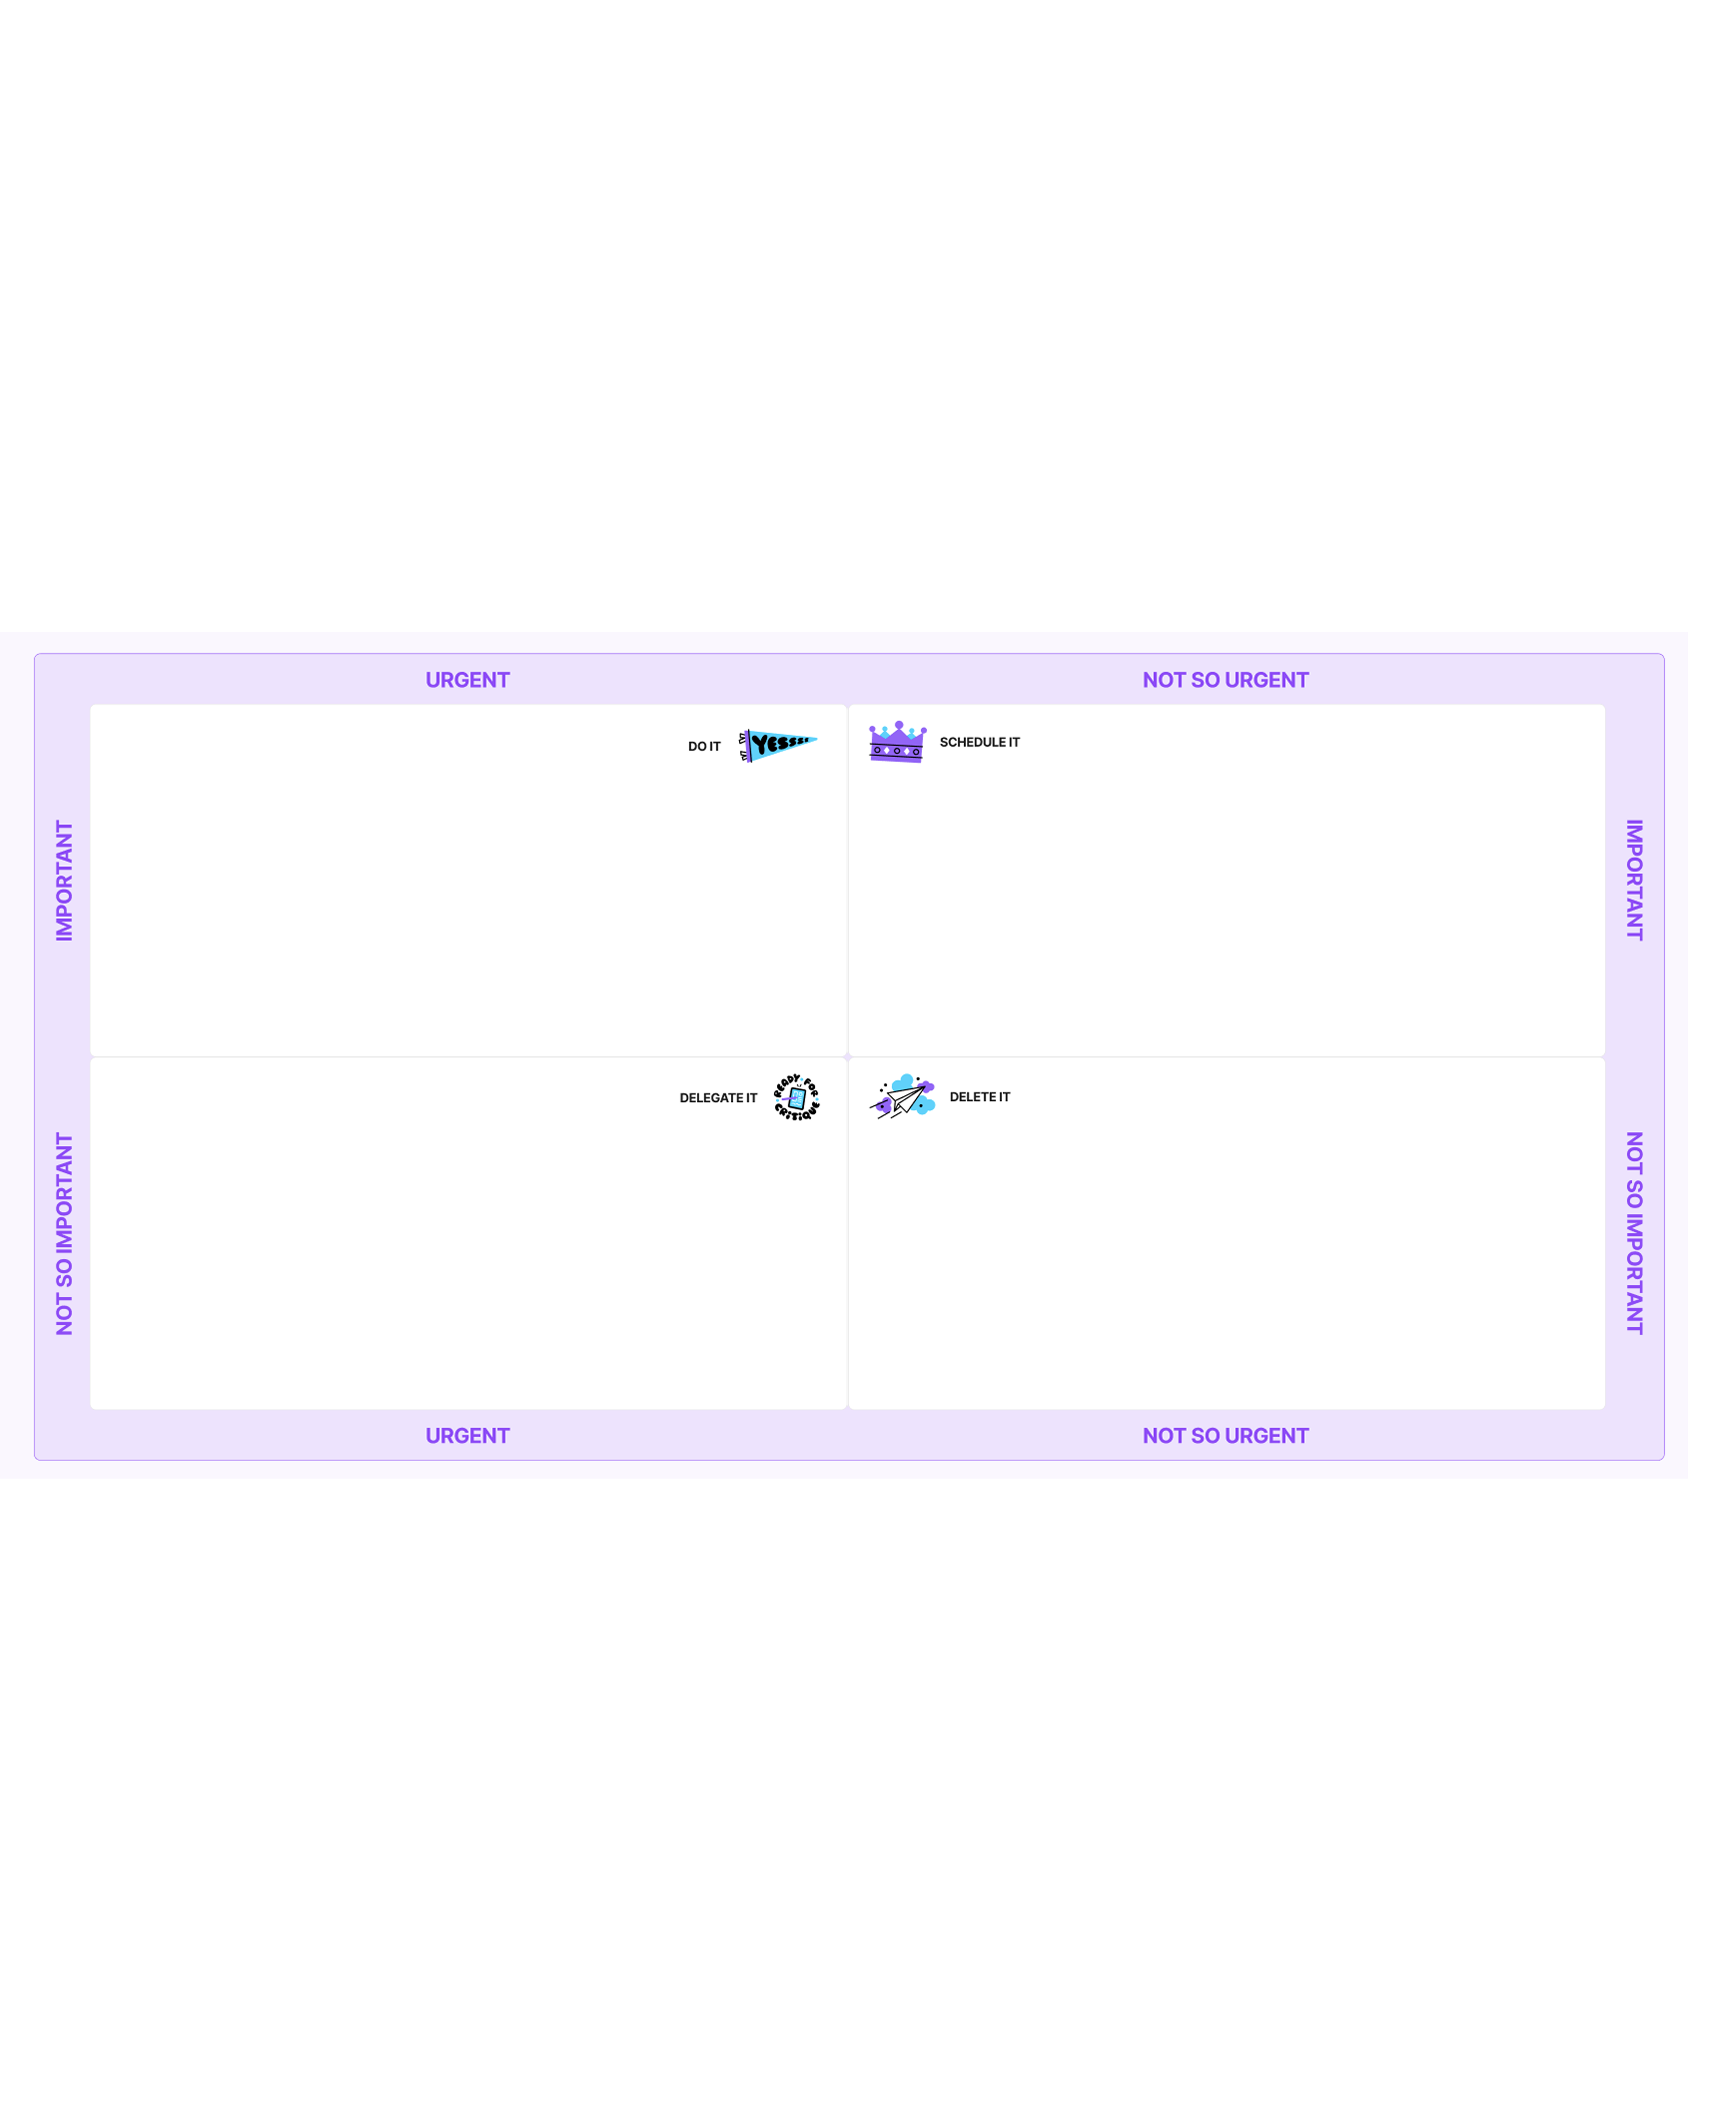 URGENT
NOT SO URGENT
DO IT
YESssss
SCHEDULE IT
IMPORTANT
IMPORTANT
DELEGATE IT
READY FOR
CRITIQUE
DELETE IT
NOT SO IMPORTANT
NOT SO IMPORTANT
URGENT
NOT SO URGENT